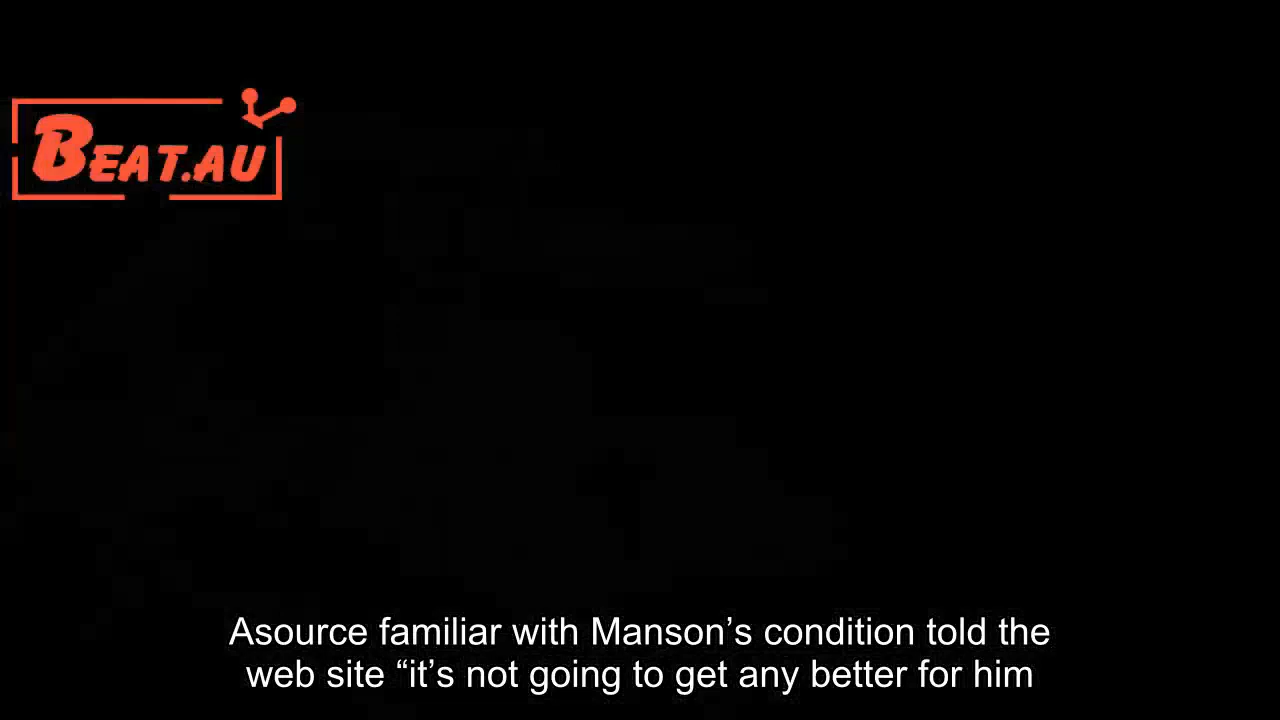 BEAT.AU
Asource familiar with Manson’s condition told the
web site “it’s not going to get any better for him